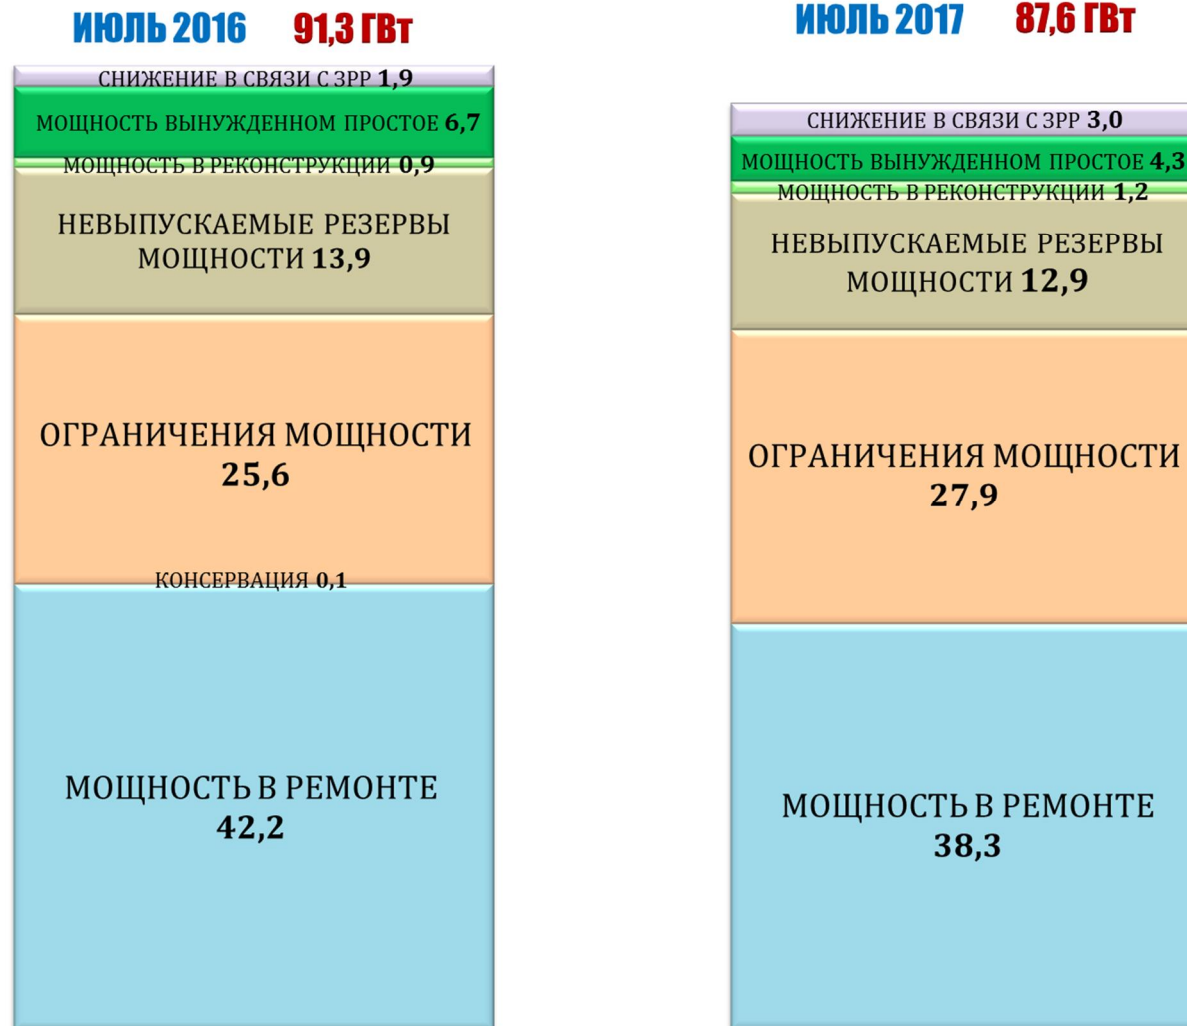 ИЮЛЬ 2016 91,3 ГВт
СНИЖЕНИЕ В СВЯЗИ С ЗРР 1,9
МОЩНОСТЬ ВЫНУЖДЕННОМ ПРОСТОЕ 6,7
МОЩНОСТЬ В РЕКОНСТРУКЦИИ 0,9
НЕВЫПУСКАЕМЫЕ РЕЗЕРВЫ
МОЩНОСТИ 13,9
ОГРАНИЧЕНИЯ МОЩНОСТИ
25,6
КОНСЕРВАЦИЯ 0,1
МОЩНОСТЬ В РЕМОНТЕ
42,2
ИЮЛЬ 2017 87,6 ГВт
СНИЖЕНИЕ В СВЯЗИ С ЗРР 3,0
МОЩНОСТЬ ВЫНУЖДЕННОМ ПРОСТОЕ 4,3
МОЩНОСТЬ В РЕКОНСТРУКЦИИ 1,2
НЕВЫПУСКАЕМЫЕ РЕЗЕРВЫ
МОЩНОСТИ 12,9
ОГРАНИЧЕНИЯ МОЩНОСТИ
27,9
МОЩНОСТЬ В РЕМОНТЕ
38,3